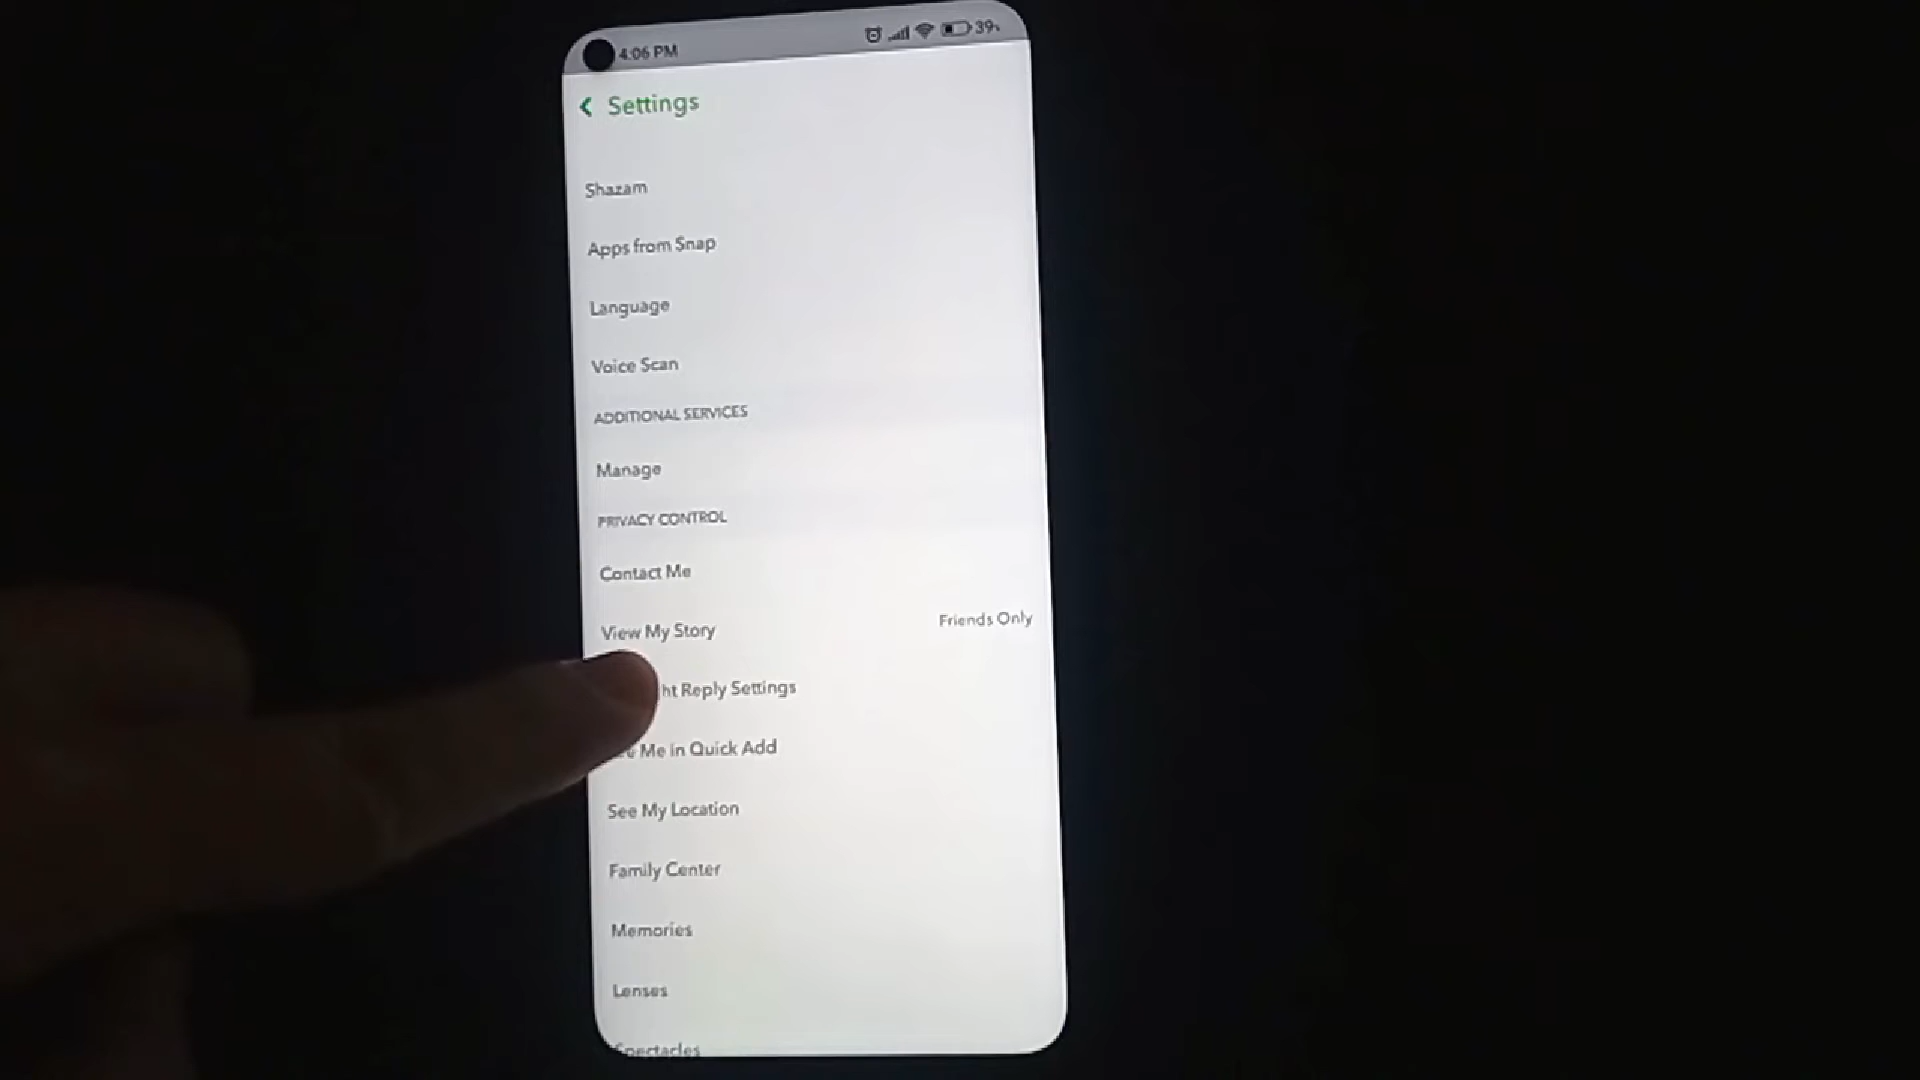 4:06 PM
39%
Settings
Shazam
Apps from Snap
Language
Voice Scan
ADDITIONAL SERVICES
Manage
PRIVACY CONTROL
Contact Me
View My Story
Friends Only
Reply Settings
Me in Quick Add
See My Location
Family Center
Memories
Lenses
Spectacles